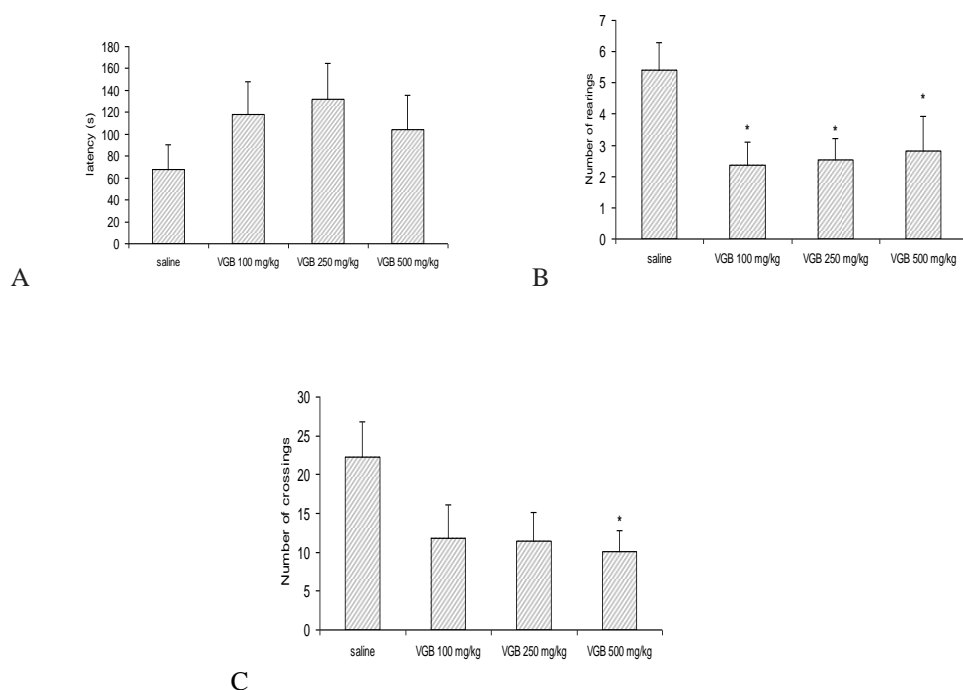 180
160
140
120
100
80
60
40
20
0
latency (s)
saline VGB 100 mg/kg VGB 250 mg/kg VGB 500 mg/kg
A
7
6
5
4
3
2
1
0
Number of rearings
* * *
saline VGB 100 mg/kg VGB 250 mg/kg VGB 500 mg/kg
B
30
25
20
15
10
5
0
Number of crossings
*
saline VGB 100 mg/kg VGB 250 mg/kg VGB 500 mg/kg
C